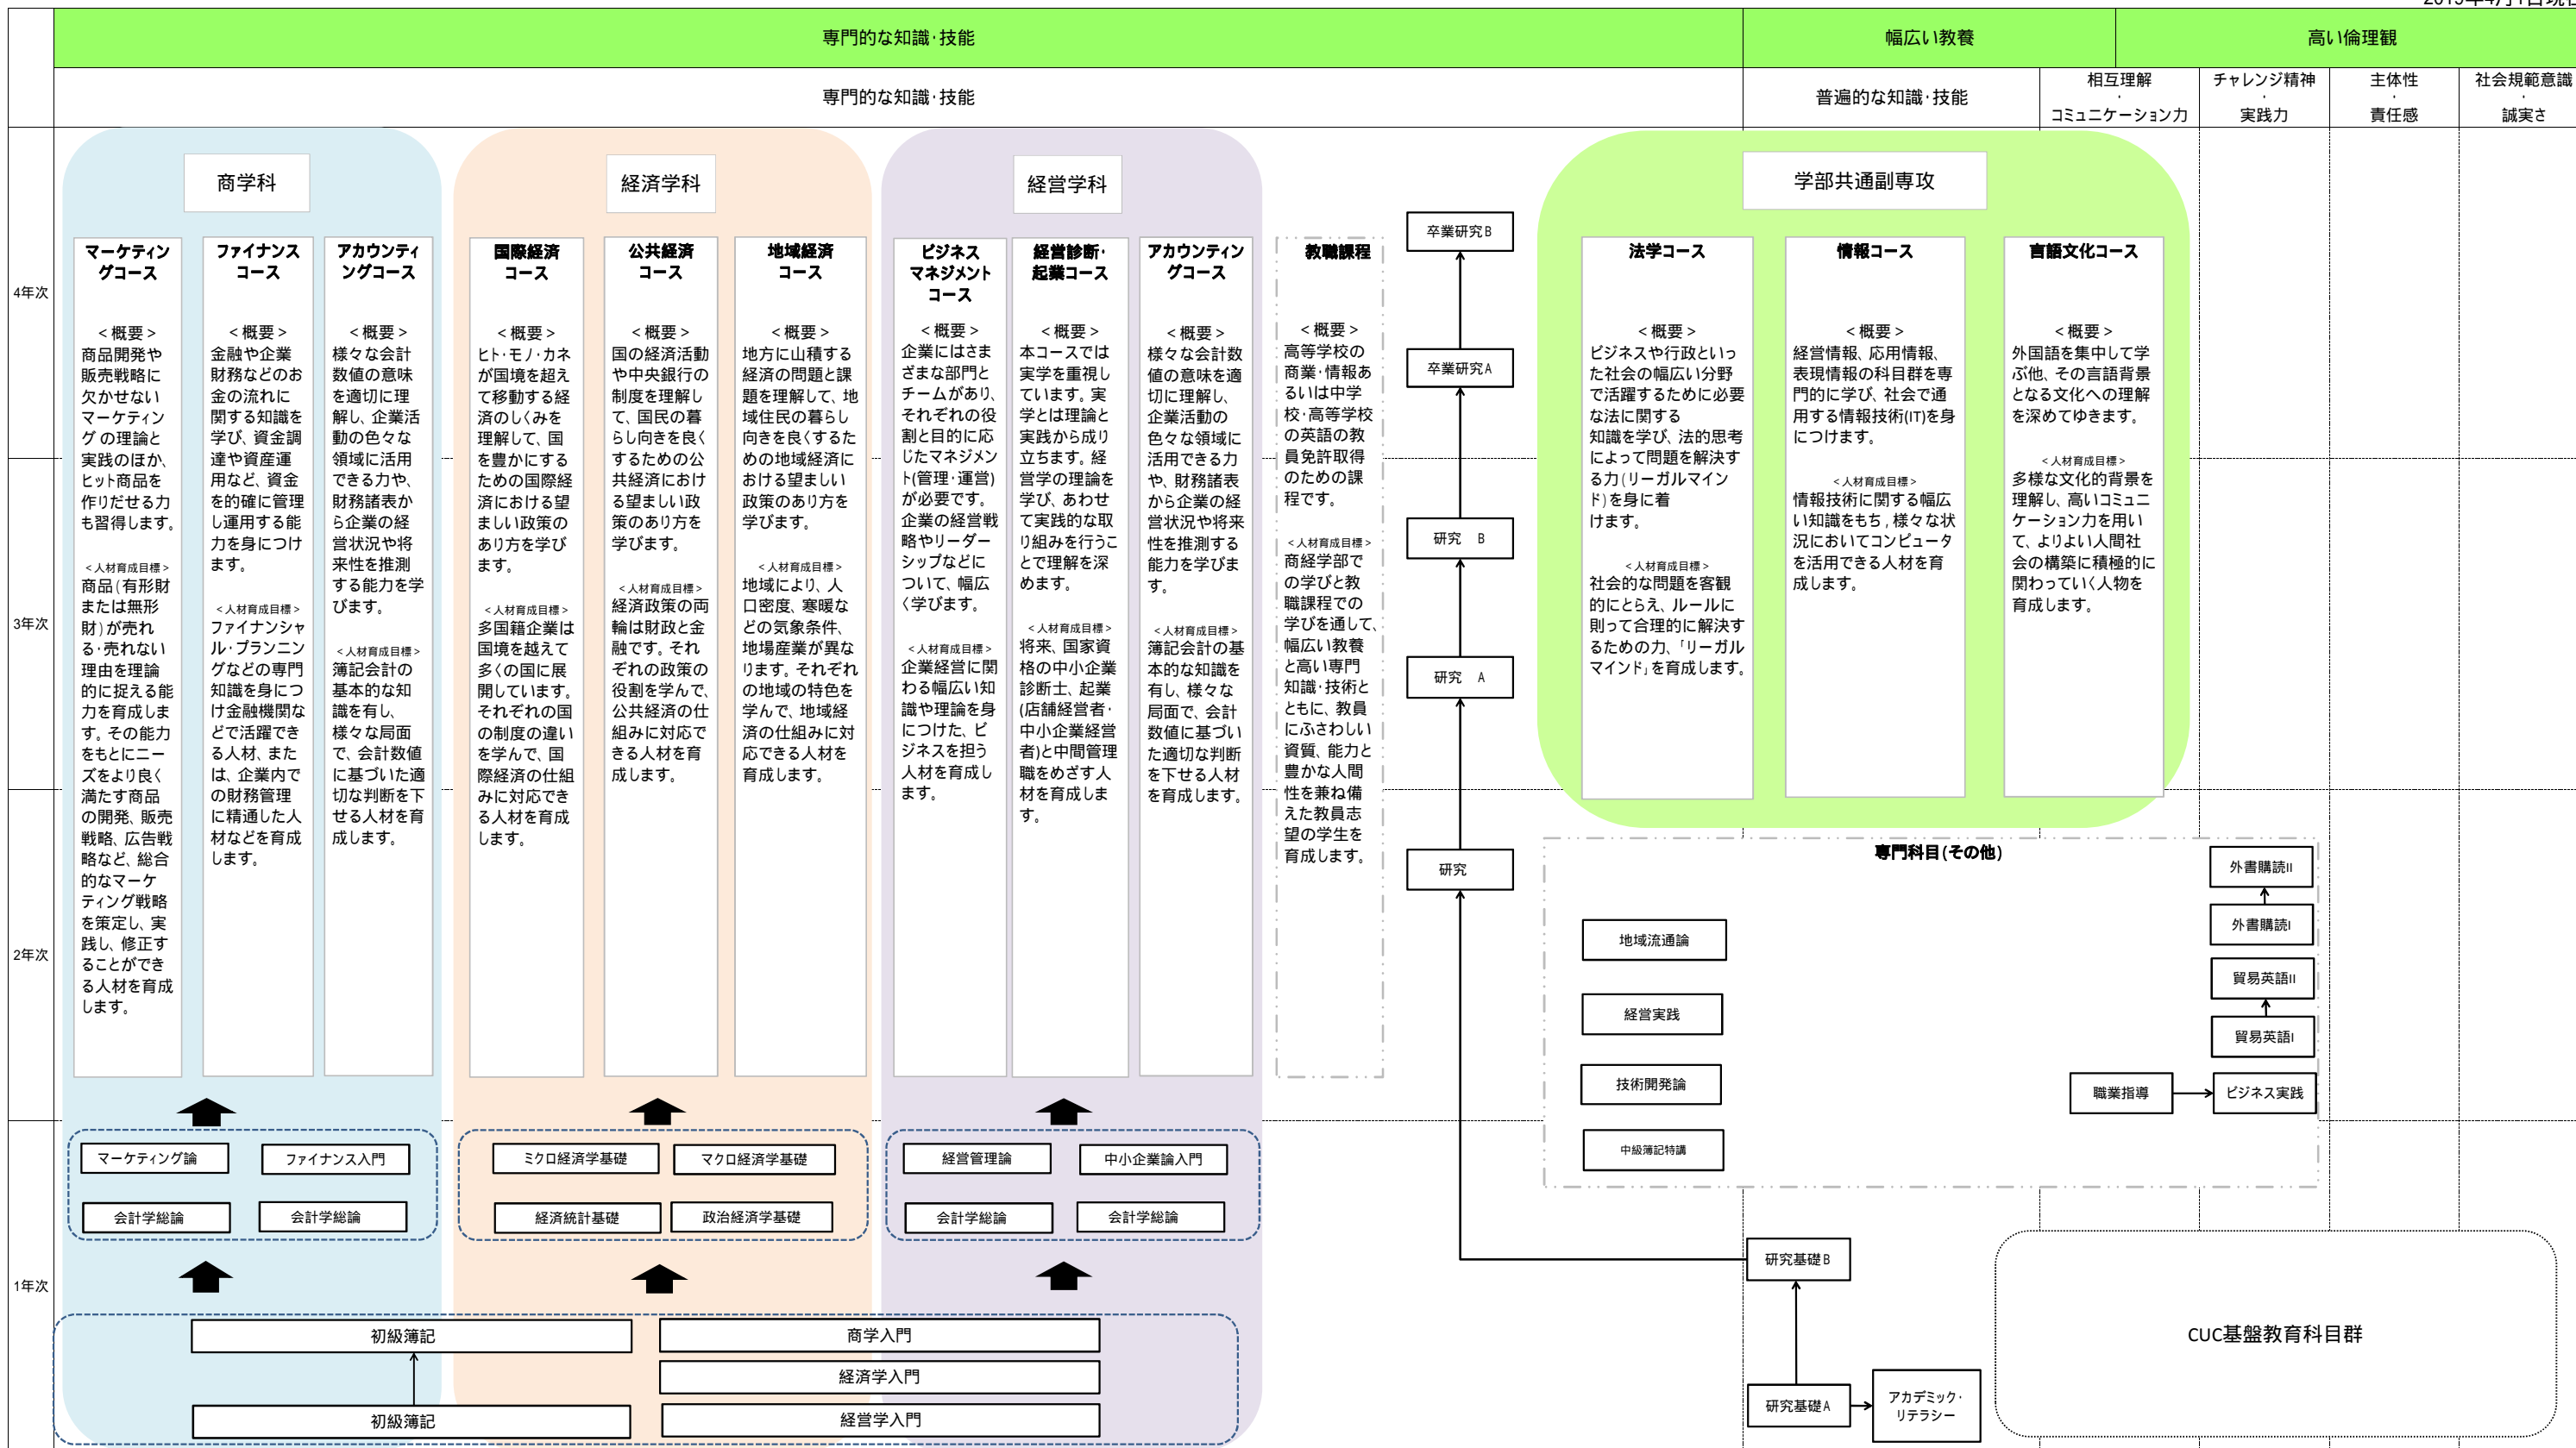 専門的な知識・技能
幅広い教養
高い倫理観
専門的な知識・技能
普遍的な知識・技能
相互理解
・
コミュニケーション力
チャレンジ精神
・
実践力
主体性
・
責任感
社会規範意識
・
誠実さ
4年次
3年次
2年次
1年次
商学科
マーケティン
グコース
<概要>
商品開発や
販売戦略に
欠かせない
マーケティン
グの理論と
実践のほか、
ヒット商品を
作りだせる力
も習得します。
<人材育成目標>
商品(有形財
または無形
財)が売れ
る・売れない
理由を理論
的に捉える能
力を育成しま
す。その能力
をもとにニー
ズをより良く
満たす商品
の開発、販売
戦略、広告戦
略など、総合
的なマーケ
ティング戦略
を策定し、実
践し、修正す
ることができ
る人材を育成
します。
ファイナンス
コース
<概要>
金融や企業
財務などのお
金の流れに
関する知識を
学び、資金調
達や資産運
用など、資金
を的確に管理
し運用する能
力を身につけ
ます。
<人材育成目標>
ファイナンシャ
ル・プランニン
グなどの専門
知識を身につ
け金融機関な
どで活躍でき
る人材、また
は、企業内で
の財務管理
に精通した人
材などを育成
します。
アカウンティ
ングコース
<概要>
様々な会計
数値の意味
を適切に理
解し、企業活
動の色々な
領域に活用
できる力や、
財務諸表か
ら企業の経
営状況や将
来性を推測
する能力を学
びます。
<人材育成目標>
簿記会計の
基本的な知
識を有し、
様々な局面
で、会計数値
に基づいた適
切な判断を下
せる人材を育
成します。
経済学科
国際経済
コース
<概要>
ヒト・モノ・カネ
が国境を超え
て移動する経
済のしくみを
理解して、国
を豊かにする
ための国際経
済における望
ましい政策の
あり方を学び
ます。
<人材育成目標>
多国籍企業は
国境を越えて
多くの国に展
開しています。
それぞれの国
の制度の違い
を学んで、国
際経済の仕組
みに対応でき
る人材を育成
します。
公共経済
コース
<概要>
国の経済活動
や中央銀行の
制度を理解し
て、国民の暮
らし向きを良く
するための公
共経済におけ
る望ましい政
策のあり方を
学びます。
<人材育成目標>
経済政策の両
輪は財政と金
融です。それ
ぞれの政策の
役割を学んで、
公共経済の仕
組みに対応で
きる人材を育
成します。
地域経済
コース
<概要>
地方に山積する
経済の問題と課
題を理解して、地
域住民の暮らし
向きを良くするた
めの地域経済に
おける望ましい
政策のあり方を
学びます。
<人材育成目標>
地域により、人
口密度、寒暖な
どの気象条件、
地場産業が異な
ります。それぞれ
の地域の特色を
学んで、地域経
済の仕組みに対
応できる人材を
育成します。
経営学科
ビジネス
マネジメント
コース
<概要>
企業にはさま
ざまな部門と
チームがあり、
それぞれの役
割と目的に応
じたマネジメン
ト(管理・運営)
が必要です。
企業の経営戦
略やリーダー
シップなどに
ついて、幅広
く学びます。
<人材育成目標>
企業経営に関
わる幅広い知
識や理論を身
につけた、ビ
ジネスを担う
人材を育成し
ます。
経営診断・
起業コース
<概要>
本コースでは
実学を重視し
ています。実
学とは理論と
実践から成り
立ちます。経
営学の理論を
学び、あわせ
て実践的な取
り組みを行うこ
とで理解を深
めます。
<人材育成目標>
将来、国家資
格の中小企業
診断士、起業
(店舗経営者・
中小企業経営
者)と中間管理
職をめざす人
材を育成しま
す。
アカウンティン
グコース
<概要>
様々な会計数
値の意味を適
切に理解し、
企業活動の
色々な領域に
活用できる力
や、財務諸表
から企業の経
営状況や将来
性を推測する
能力を学びま
す。
<人材育成目標>
簿記会計の基
本的な知識を
有し、様々な
局面で、会計
数値に基づい
た適切な判断
を下せる人材
を育成します。
教職課程
<概要>
高等学校の
商業・情報あ
るいは中学
校・高等学校
の英語の教
員免許取得
のための課
程です。
<人材育成目標>
商経学部で
の学びと教
職課程での
学びを通して、
幅広い教養
と高い専門
知識・技術と
ともに、教員
にふさわしい
資質、能力と
豊かな人間
性を兼ね備
えた教員志
望の学生を
育成します。
卒業研究B
卒業研究A
研究 B
研究 A
研究
学部共通副専攻
法学コース
<概要>
ビジネスや行政といっ
た社会の幅広い分野
で活躍するために必要
な法に関する
知識を学び、法的思考
によって問題を解決す
る力(リーガルマイン
ド)を身に着
けます。
<人材育成目標>
社会的な問題を客観
的にとらえ、ルールに
則って合理的に解決す
るための力、「リーガル
マインド」を育成します。
情報コース
<概要>
経営情報、応用情報、
表現情報の科目群を専
門的に学び、社会で通
用する情報技術(IT)を身
につけます。
<人材育成目標>
情報技術に関する幅広
い知識をもち,様々な状
況においてコンピュータ
を活用できる人材を育
成します。
言語文化コース
<概要>
外国語を集中して学
ぶ他、その言語背景
となる文化への理解
を深めてゆきます。
<人材育成目標>
多様な文化的背景を
理解し、高いコミュニ
ケーション力を用い
て、よりよい人間社
会の構築に積極的に
関わっていく人物を
育成します。
専門科目(その他)
外書購読II
外書購読I
貿易英語II
貿易英語I
職業指導
ビジネス実践
地域流通論
経営実践
技術開発論
中級簿記特講
マーケティング論
ファイナンス入門
会計学総論
会計学総論
ミクロ経済学基礎
マクロ経済学基礎
経済統計基礎
政治経済学基礎
経営管理論
中小企業論入門
会計学総論
会計学総論
初級簿記
初級簿記
商学入門
経済学入門
経営学入門
研究基礎B
研究基礎A
アカデミック・
リテラシー
CUC基盤教育科目群